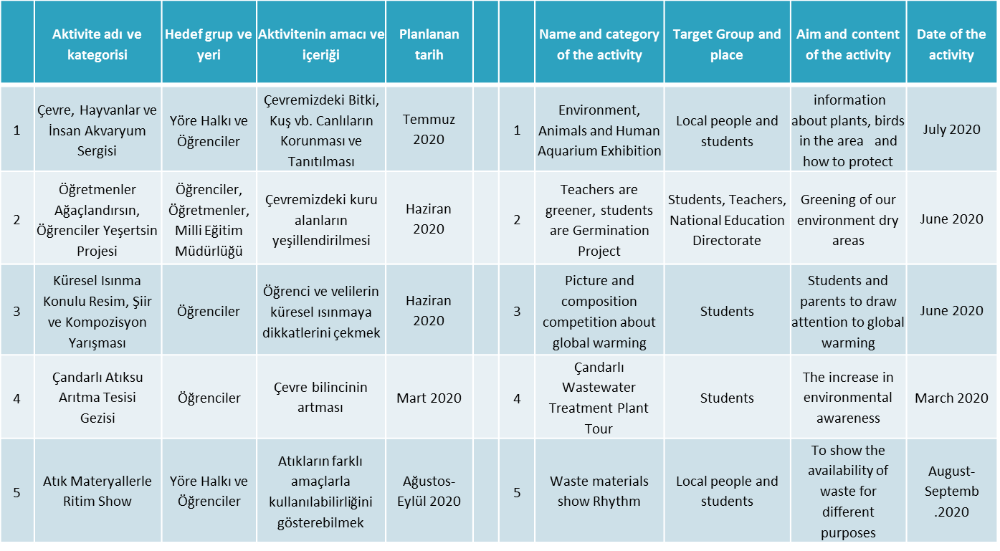 Aktivite adı ve
kategorisi
Hedef grup ve
yeri
Aktivitenin amacı ve
içeriği
Planlanan
tarih
Name and category
of the activity
Target Group and
place
Aim and content
of the activity
Date of the
activity
1
Çevre, Hayvanlar ve
İnsan Akvaryum
Sergisi
Yöre Halkı ve
Öğrenciler
Çevremizdeki Bitki,
Kuş vb. Canlıların
Korunması ve
Tanıtılması
Temmuz
2020
1
Environment,
Animals and Human
Aquarium Exhibition
Local people and
students
information
about plants, birds
in the area and
how to protect
July 2020
2
Öğretmenler
Ağaçlandırsın,
Öğrenciler Yeşertsin
Projesi
Öğrenciler,
Öğretmenler,
Milli Eğitim
Müdürlüğü
Çevremizdeki kuru
alanların
yeşillendirilmesi
Haziran
2020
2
Teachers are
greener, students
are Germination
Project
Students, Teachers,
National Education
Directorate
Greening of our
environment dry
areas
June 2020
3
Küresel Isınma
Konulu Resim, Şiir
ve Kompozisyon
Yarışması
Öğrenciler
Öğrenci ve velilerin
küresel ısınmaya
dikkatlerini çekmek
Haziran
2020
3
Picture and
composition
competition about
global warming
Students
Students and
parents to draw
attention to global
warming
June 2020
4
Çandarlı Atıksu
Arıtma Tesisi
Gezisi
Öğrenciler
Çevre bilincinin
artması
Mart 2020
4
Çandarlı
Wastewater
Treatment Plant
Tour
Students
The increase in
environmental
awareness
March 2020
5
Atık Materyallerle
Ritim Show
Yöre Halkı ve
Öğrenciler
Atıkların farklı
amaçlarla
kullanılabilirliğini
gösterebilmek
Ağustos-
Eylül 2020
5
Waste materials
show Rhythm
Local people and
students
To show the
availability of
waste for
different
purposes
August-
Septemb
.2020